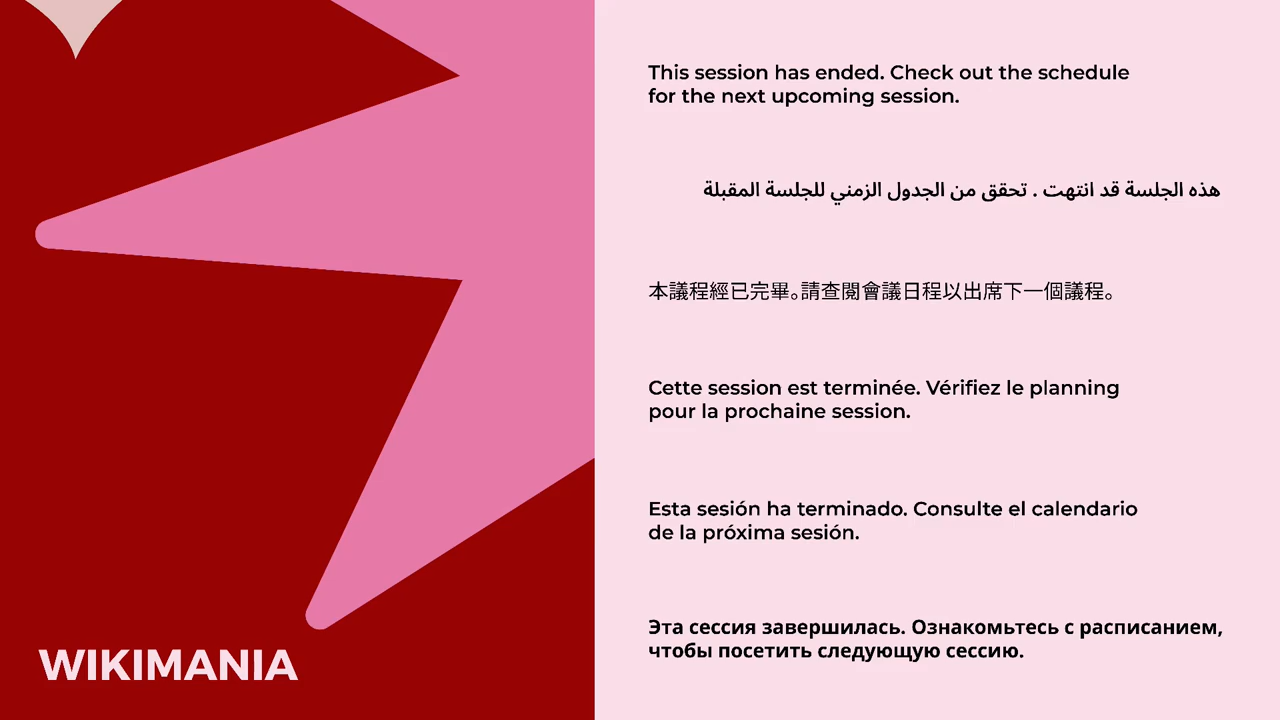 This session has ended. Check out the schedule
for the next upcoming session.
هذه الجلسة قد انتهت . تحقق من الجدول الزمني للجلسة المقبلة
本議程經已完畢。請查閱會議日程以出席下一個議程。
Cette session est terminée. Vérifiez le planning
pour la prochaine session.
Esta sesión ha terminado. Consulte el calendario
de la próxima sesión.
Эта сессия завершилась. Ознакомьтесь с расписанием,
чтобы посетить следующую сессию.
WIKIMANIA